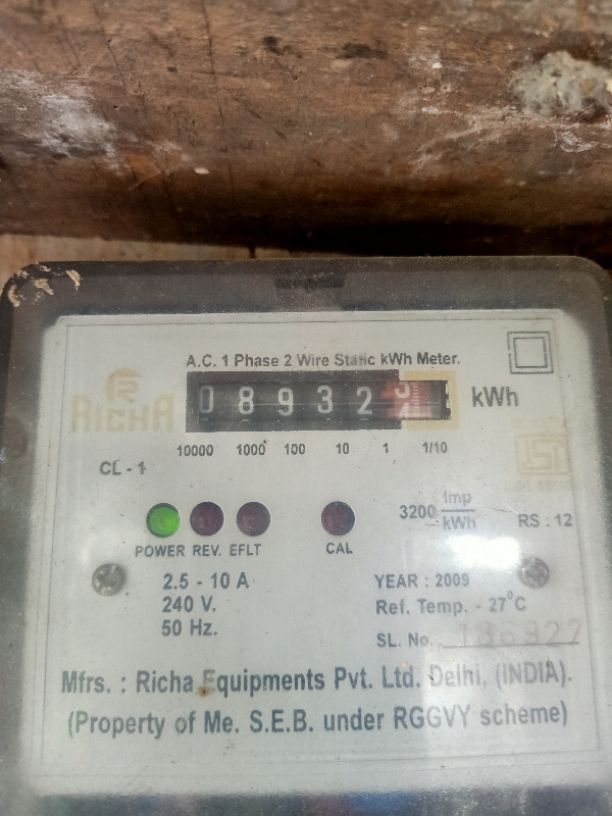 A.C. 1 Phase 2 Wire Static kWh Meter.
RICHA
0 8 9 3 2 kWh
10000 1000 100 10 1 1/10
CL - 1
3200 imp/kWh
RS : 12
POWER REV. EFLT CAL
2.5 - 10 A
240 V.
50 Hz.
YEAR : 2009
Ref. Temp. - 27°C
SL. No.
Mfrs. : Richa Equipments Pvt. Ltd. Delhi, (INDIA).
(Property of Me. S.E.B. under RGGVY scheme)